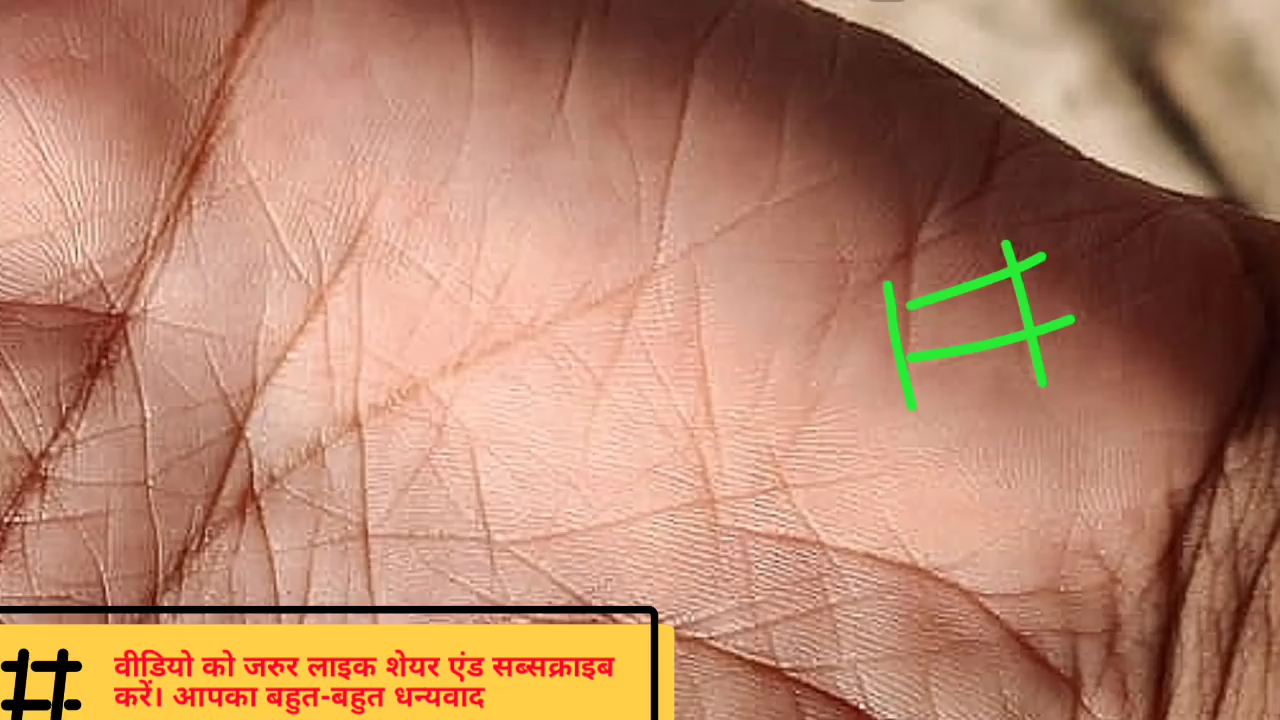 वीडियो को जरुर लाइक शेयर एंड सब्सक्राइब
करें। आपका बहुत-बहुत धन्यवाद